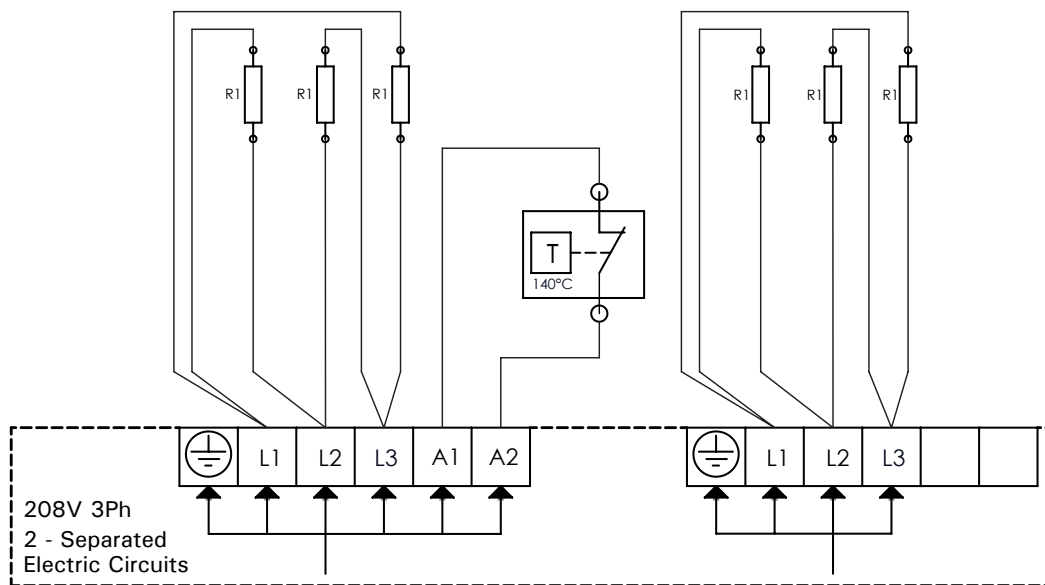 R1 R1 R1 R1 R1 R1
T
140°C
L1 L2 L3 A1 A2 L1 L2 L3
208V 3Ph
2 - Separated
Electric Circuits